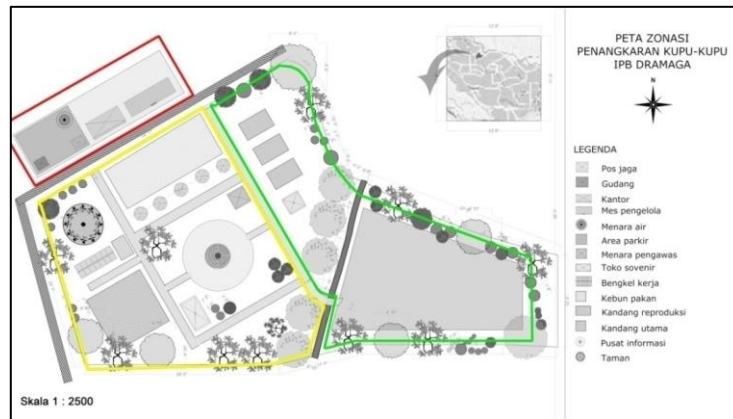 PETA ZONASI
PENANGKARAN KUPU-KUPU
IPB DRAMAGA
N
LEGENDA
Pos jaga
Gudang
Kantor
Mes pengelola
Menara air
Area parkir
Menara pengawas
Toko sovenir
Bengkel kerja
Kebun pakan
Kandang reproduksi
Kandang utama
Pusat informasi
Taman
Skala 1 : 2500